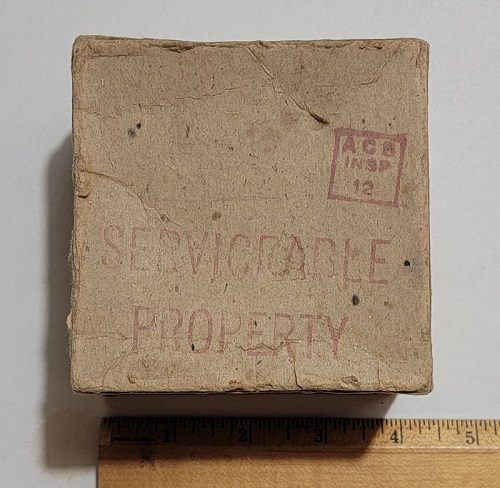 ACB
INSP
12
SERVICEABLE
PROPERTY
1 2 3 4 5